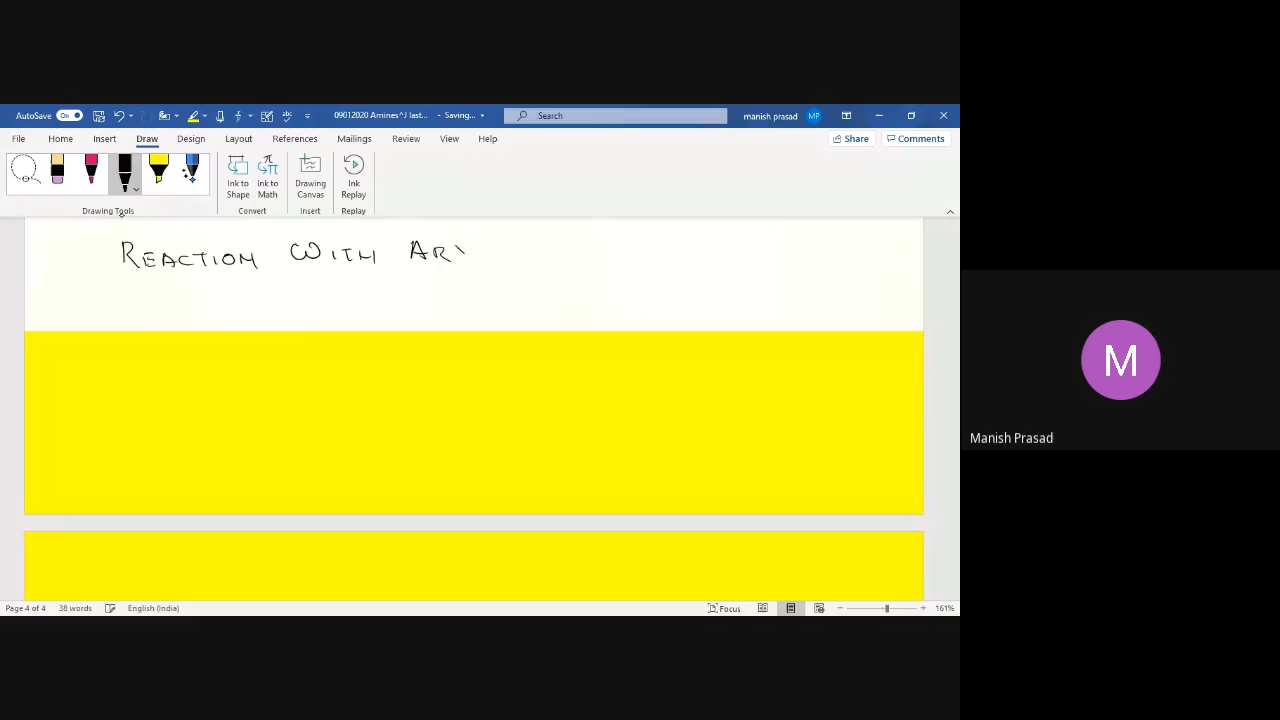 AutoSave On 09012020 Amines^J last... - Saving... Search manish prasad MP
File Home Insert Draw Design Layout References Mailings Review View Help Share Comments
Ink to Shape Ink to Math Drawing Canvas Ink Replay
Drawing Tools Convert Insert Replay
REACTION WITH AR
M
Manish Prasad
Page 4 of 4 38 words English (India) Focus 161%